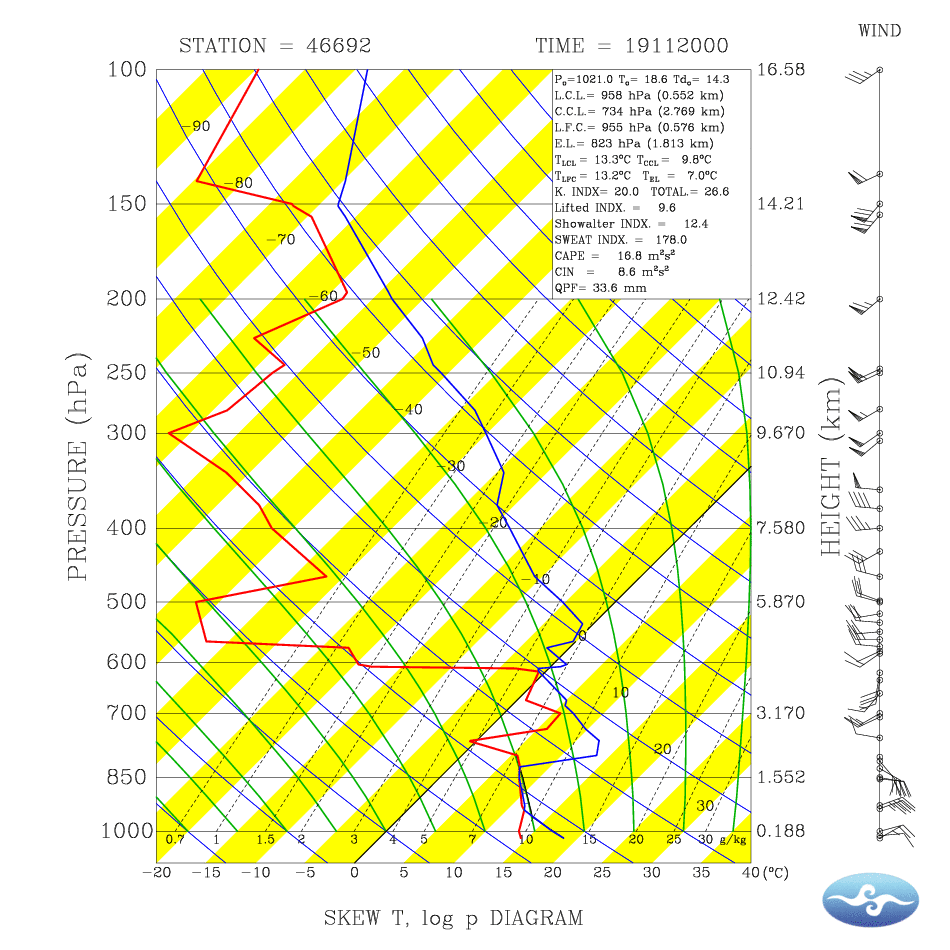 WIND
STATION = 46692 TIME = 19112000
100 16.58
P₀=1021.0 T₀= 18.6 Td₀= 14.3
L.C.L.= 958 hPa (0.552 km)
C.C.L.= 734 hPa (2.769 km)
L.F.C.= 955 hPa (0.576 km)
E.L.= 823 hPa (1.813 km)
T_LCL = 13.3°C T_CCL = 9.8°C
T_LFC = 13.2°C T_EL = 7.0°C
K. INDX= 20.0 TOTAL.= 26.6
Lifted INDX. = 9.6
Showalter INDX. = 12.4
SWEAT INDX. = 178.0
CAPE = 16.8 m²s²
CIN = 8.6 m²s²
QPF= 33.6 mm
-90
-80
150 14.21
-70
-60
200 12.42
-50
250 10.94
-40
300 9.670
-30
-20
400 7.580
-10
500 5.870
0
600
10
700 3.170
20
850 1.552
30
1000 0.188
0.7 1 1.5 2 3 4 5 7 10 15 20 25 30 g/kg
-20 -15 -10 -5 0 5 10 15 20 25 30 35 40 (°C)
PRESSURE (hPa)
HEIGHT (km)
SKEW T, log p DIAGRAM